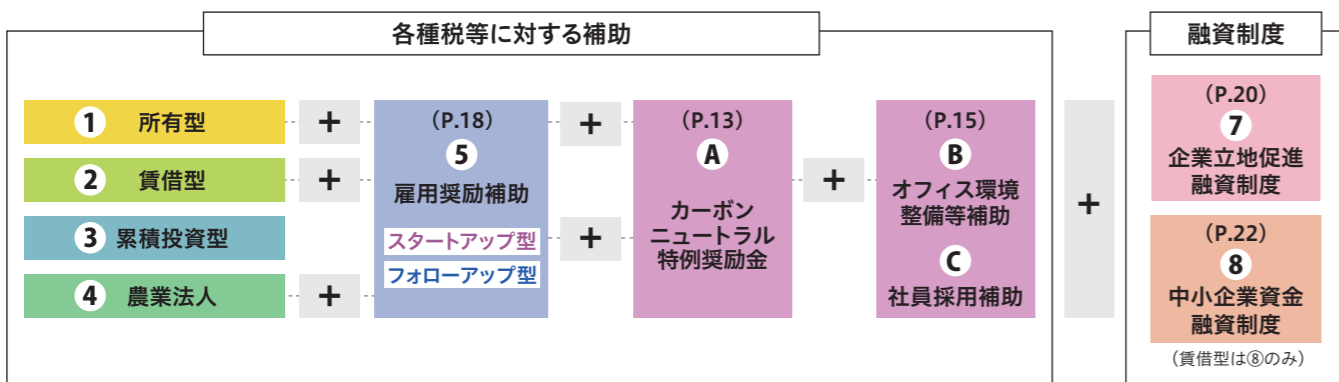 各種税等に対する補助
融資制度
1 所有型
+
2 賃借型
+
3 累積投資型
4 農業法人
+
(P.18)
5
雇用奨励補助
スタートアップ型
フォローアップ型
+
+
(P.13)
A
カーボン
ニュートラル
特例奨励金
+
(P.15)
B
オフィス環境
整備等補助
C
社員採用補助
+
(P.20)
7
企業立地促進
融資制度
(P.22)
8
中小企業資金
融資制度
(賃借型は⑧のみ)